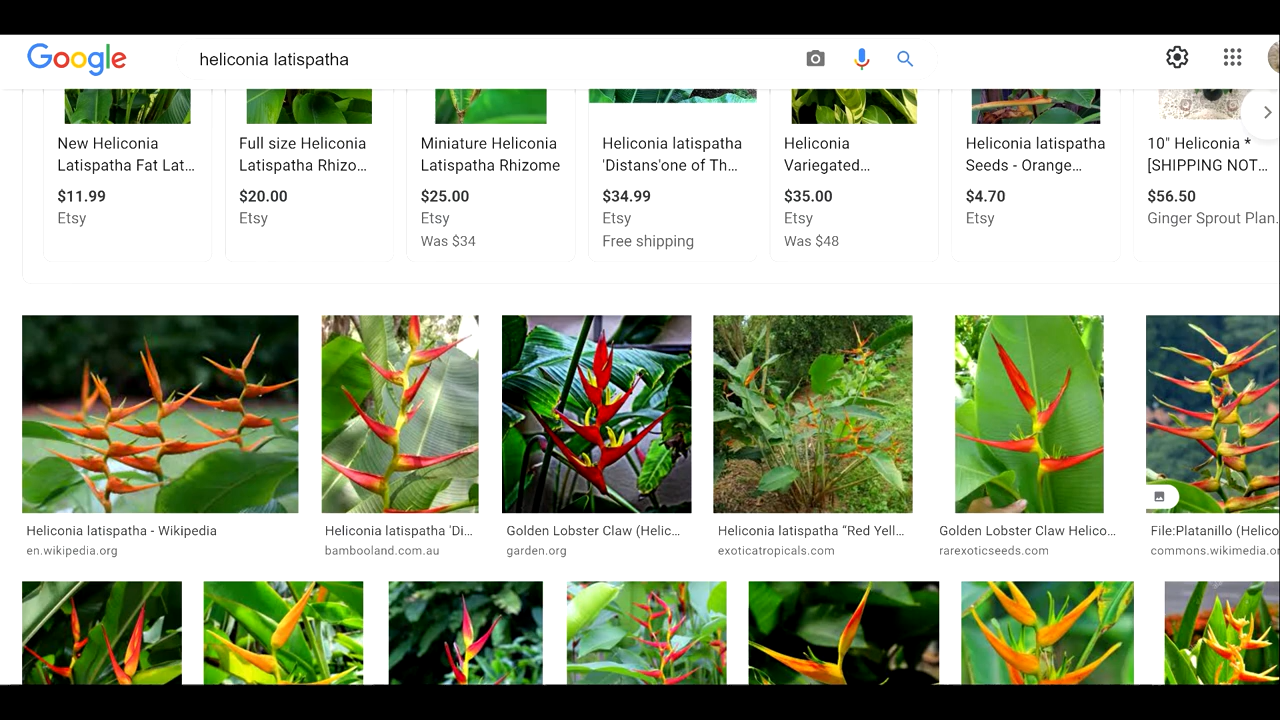 Google
heliconia latispatha
New Heliconia
Latispatha Fat Lat...
$11.99
Etsy
Full size Heliconia
Latispatha Rhizo...
$20.00
Etsy
Miniature Heliconia
Latispatha Rhizome
$25.00
Etsy
Was $34
Heliconia latispatha
'Distans'one of Th...
$34.99
Etsy
Free shipping
Heliconia
Variegated...
$35.00
Etsy
Was $48
Heliconia latispatha
Seeds - Orange...
$4.70
Etsy
10" Heliconia *
[SHIPPING NOT...
$56.50
Ginger Sprout Plan.
Heliconia latispatha - Wikipedia
en.wikipedia.org
Heliconia latispatha 'Di...
bambooland.com.au
Golden Lobster Claw (Helic...
garden.org
Heliconia latispatha “Red Yell...
exoticatropicals.com
Golden Lobster Claw Helico...
rarexoticseeds.com
File:Platanillo (Helico
commons.wikimedia.o